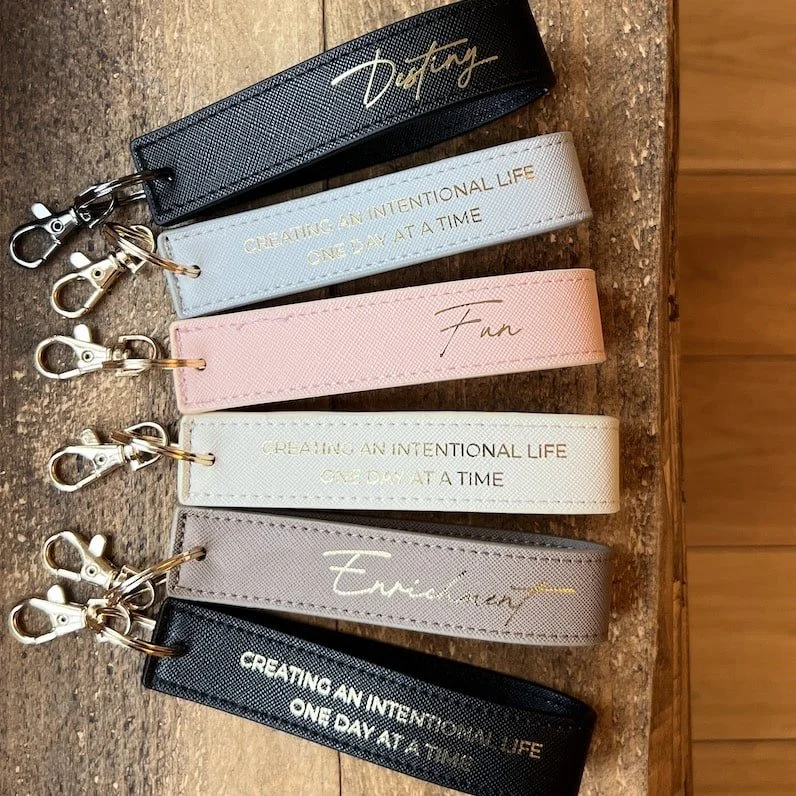 Destiny
CREATING AN INTENTIONAL LIFE
ONE DAY AT A TIME
Fun
CREATING AN INTENTIONAL LIFE
ONE DAY AT A TIME
Enrichment
CREATING AN INTENTIONAL LIFE
ONE DAY AT A TIME